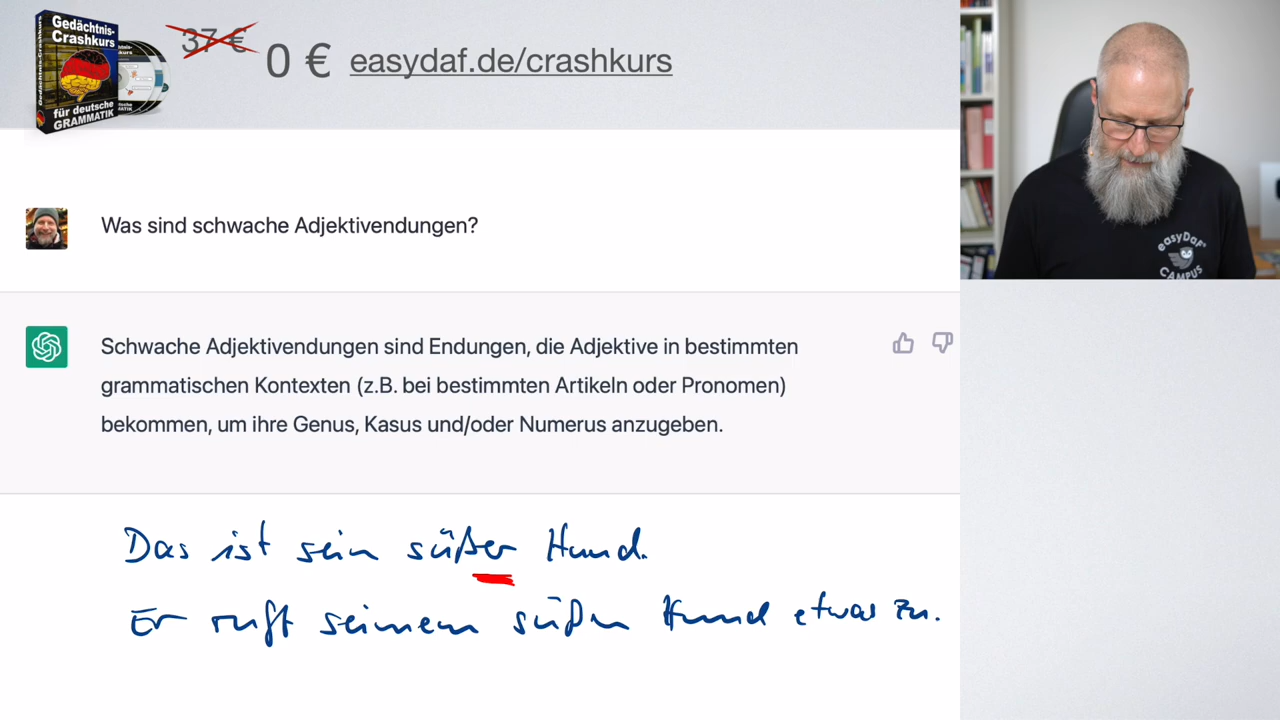 Gedächtnis-
Crashkurs
für deutsche
GRAMMATIK
37 €
0 € easydaf.de/crashkurs
Was sind schwache Adjektivendungen?
Schwache Adjektivendungen sind Endungen, die Adjektive in bestimmten
grammatischen Kontexten (z.B. bei bestimmten Artikeln oder Pronomen)
bekommen, um ihre Genus, Kasus und/oder Numerus anzugeben.
Das ist sein süßer Hund.
Er ruft seinem süßen Hund etwas zu.
easyDaF
CAMPUS